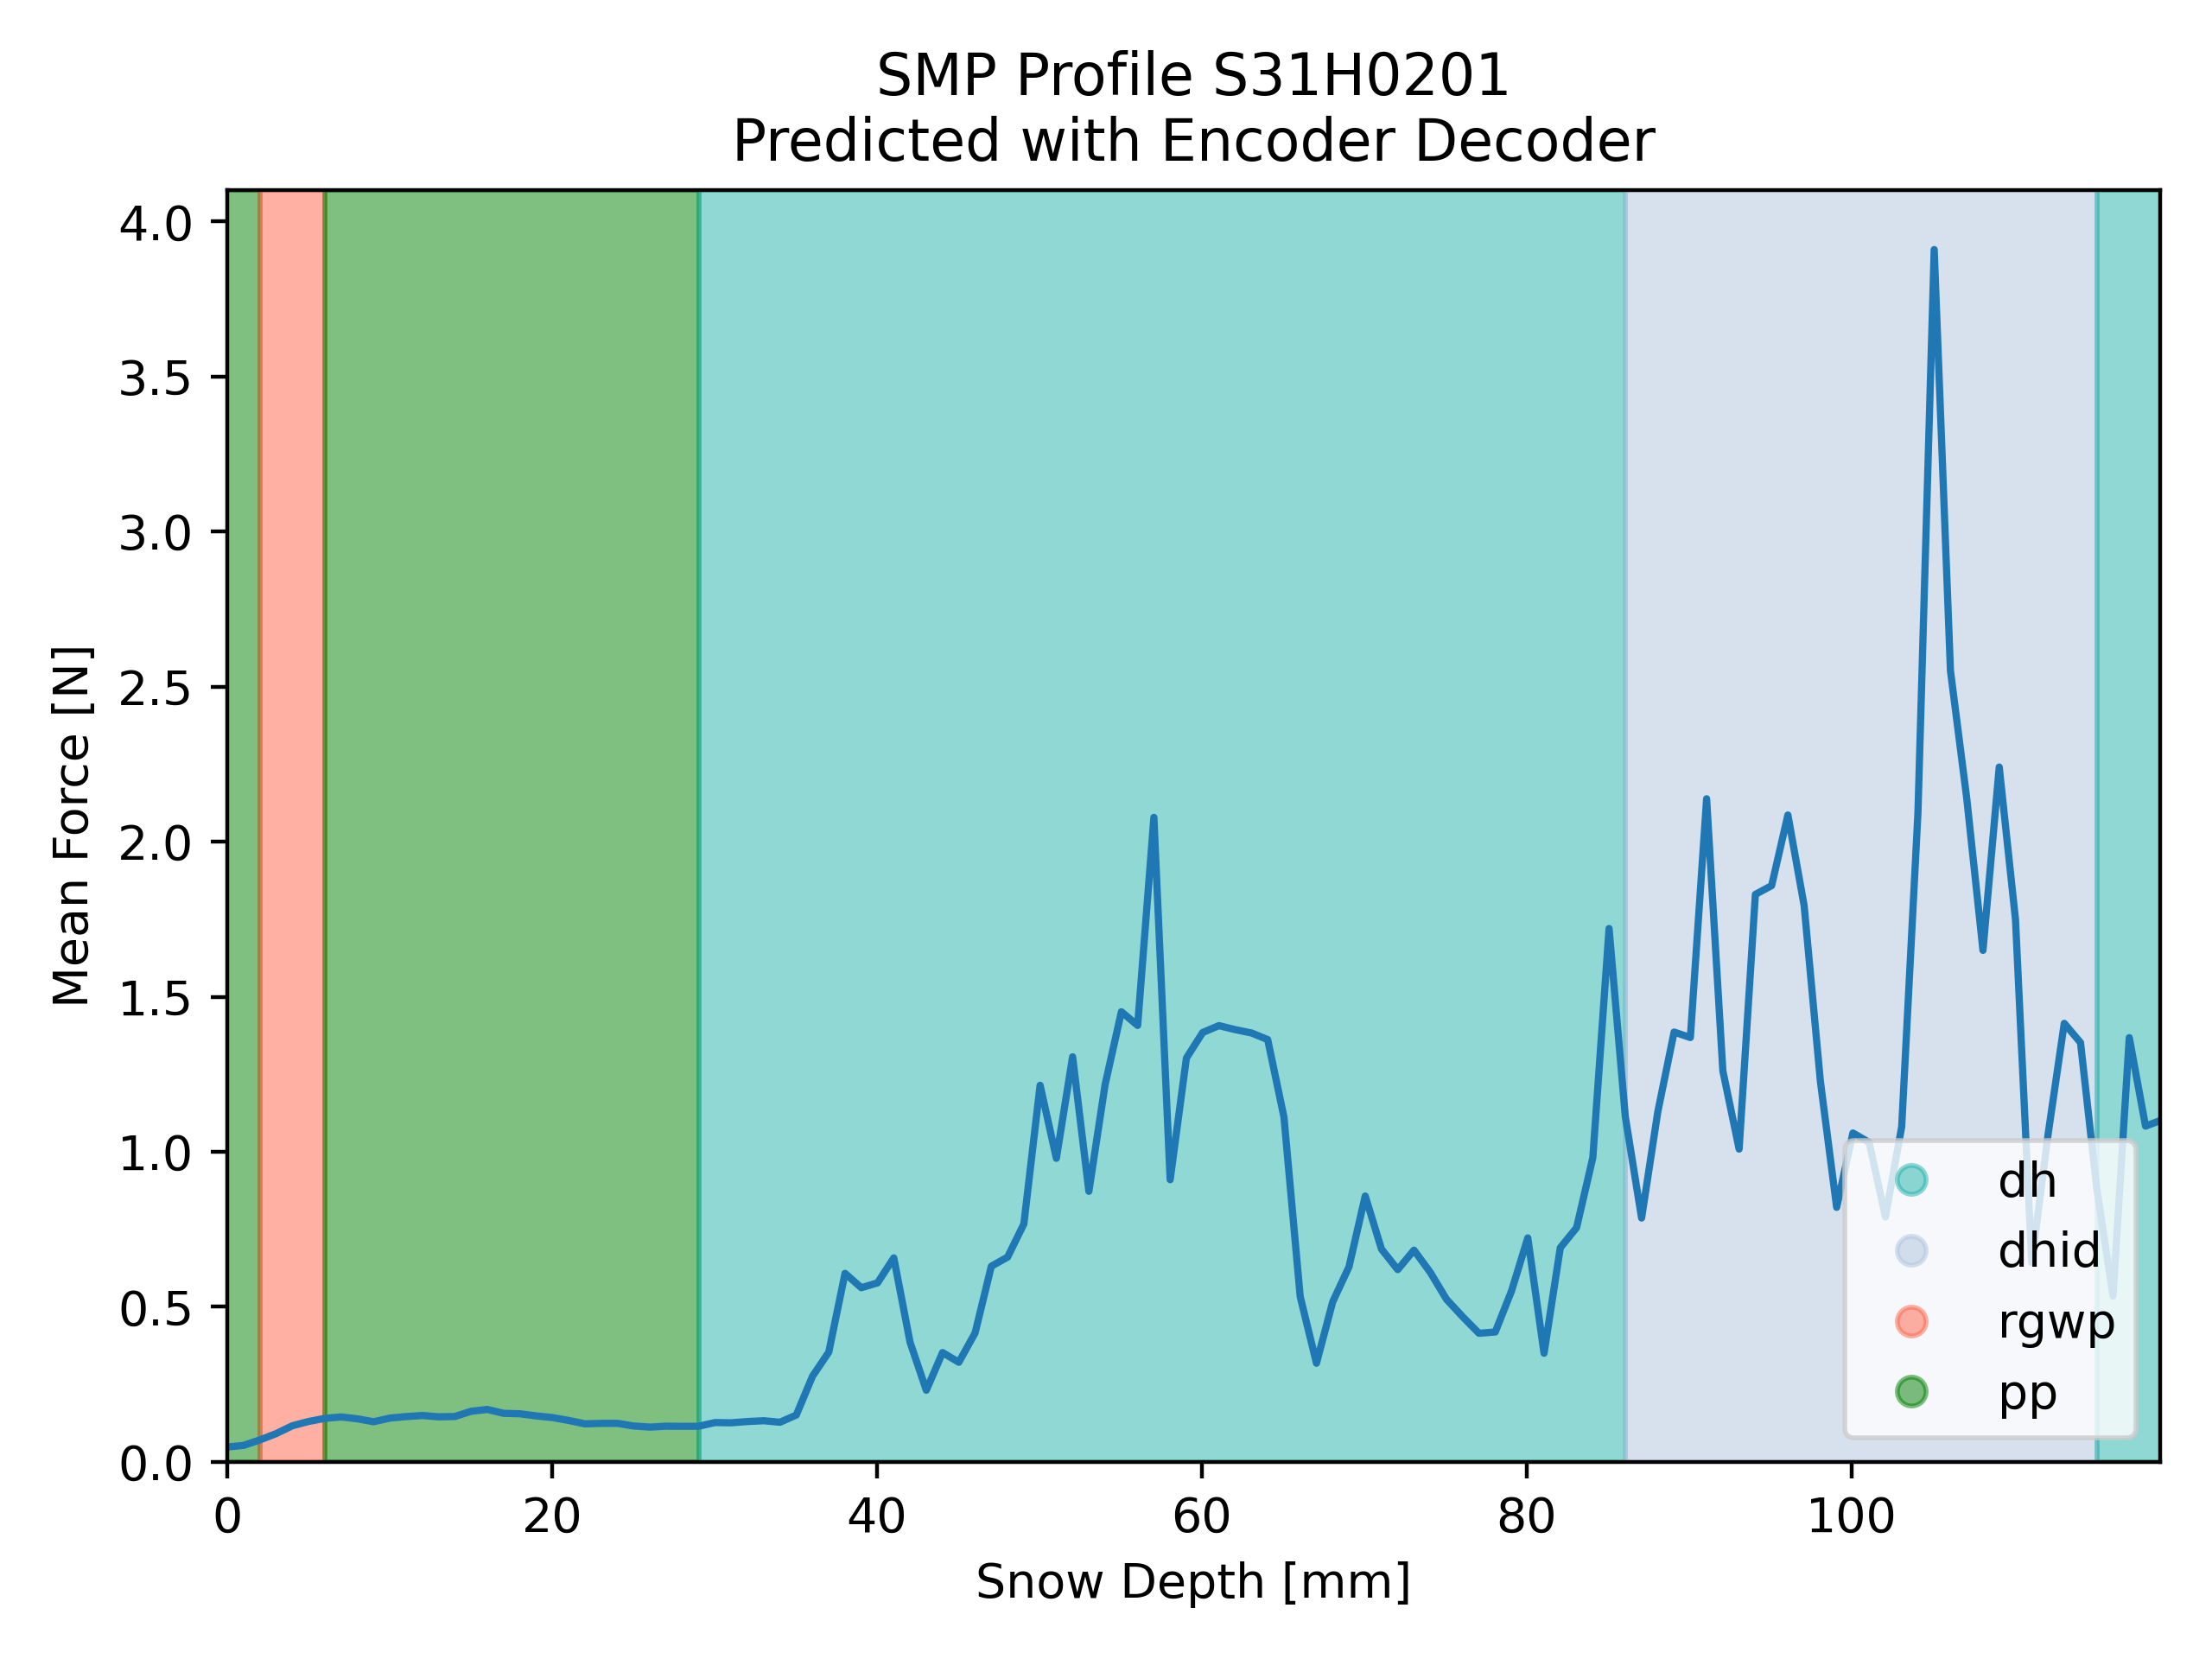 SMP Profile S31H0201
Predicted with Encoder Decoder
Mean Force [N]
4.0
3.5
3.0
2.5
2.0
1.5
1.0
0.5
0.0
dh
dhid
rgwp
pp
0 20 40 60 80 100
Snow Depth [mm]